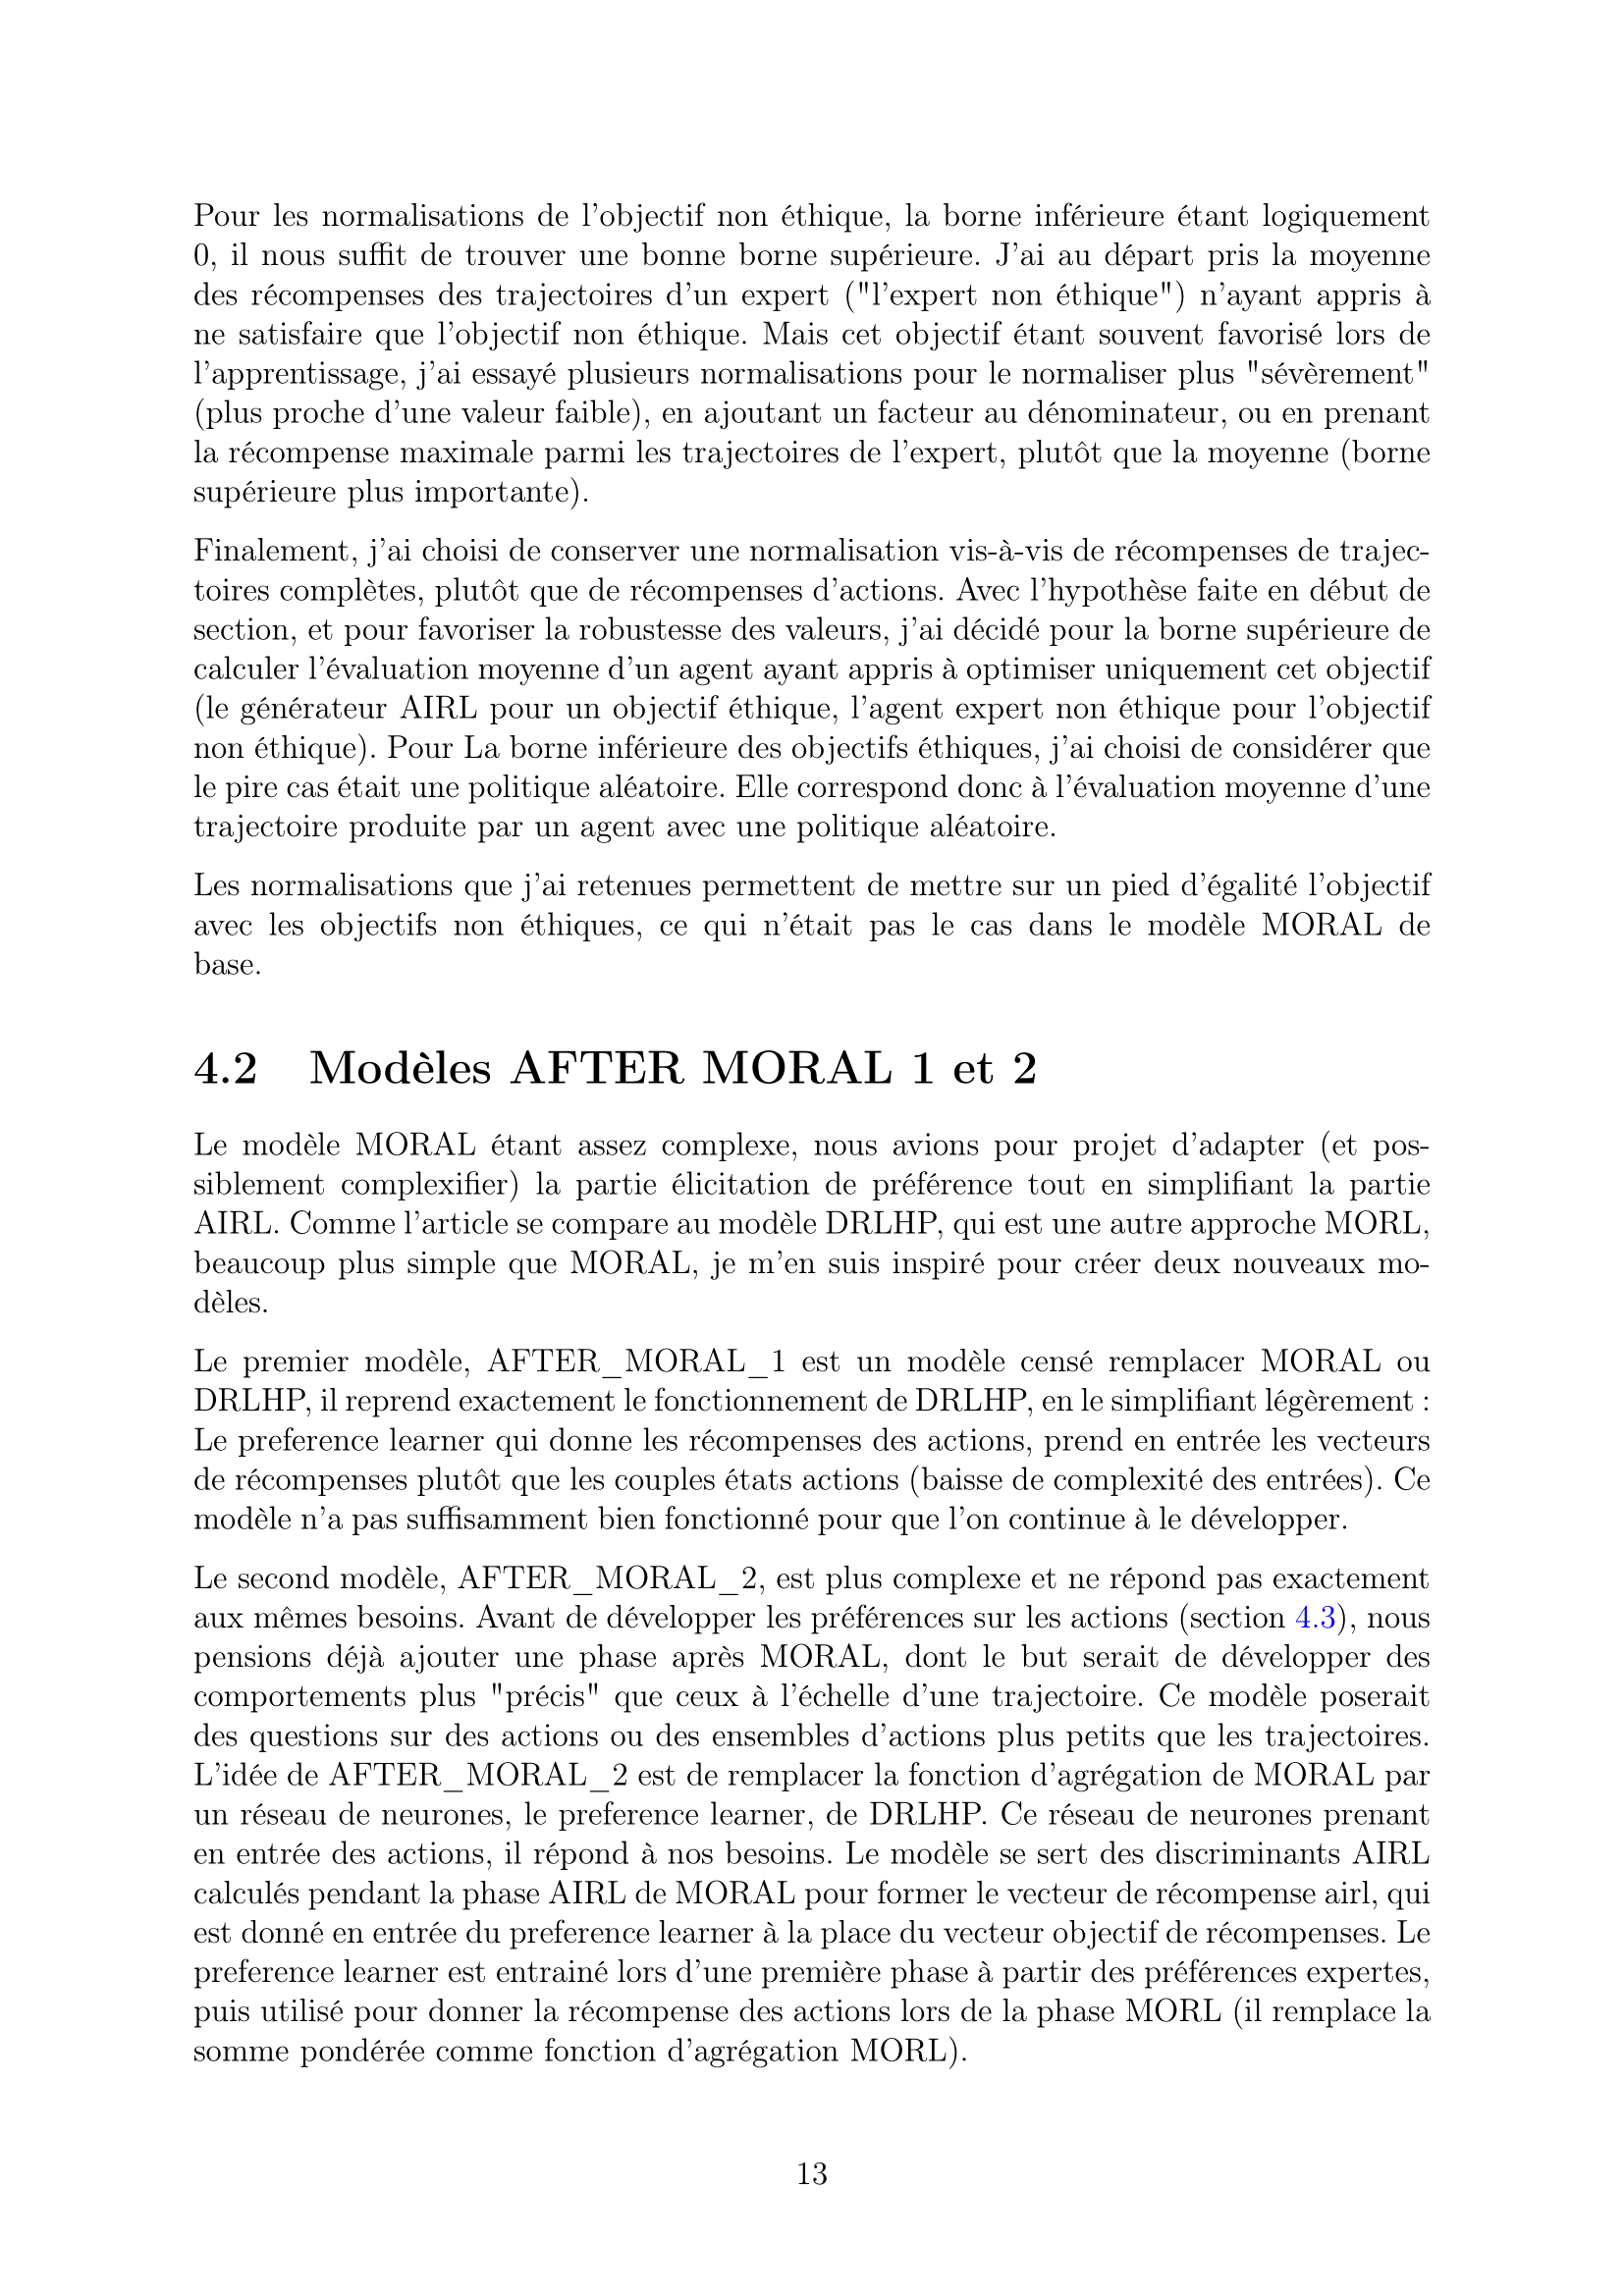 Pour les normalisations de l'objectif non éthique, la borne inférieure étant logiquement
0, il nous suffit de trouver une bonne borne supérieure. J'ai au départ pris la moyenne
des récompenses des trajectoires d'un expert ("l'expert non éthique") n'ayant appris à
ne satisfaire que l'objectif non éthique. Mais cet objectif étant souvent favorisé lors de
l'apprentissage, j'ai essayé plusieurs normalisations pour le normaliser plus "sévèrement"
(plus proche d'une valeur faible), en ajoutant un facteur au dénominateur, ou en prenant
la récompense maximale parmi les trajectoires de l'expert, plutôt que la moyenne (borne
supérieure plus importante).
Finalement, j'ai choisi de conserver une normalisation vis-à-vis de récompenses de trajec-
toires complètes, plutôt que de récompenses d'actions. Avec l'hypothèse faite en début de
section, et pour favoriser la robustesse des valeurs, j'ai décidé pour la borne supérieure de
calculer l'évaluation moyenne d'un agent ayant appris à optimiser uniquement cet objectif
(le générateur AIRL pour un objectif éthique, l'agent expert non éthique pour l'objectif
non éthique). Pour La borne inférieure des objectifs éthiques, j'ai choisi de considérer que
le pire cas était une politique aléatoire. Elle correspond donc à l'évaluation moyenne d'une
trajectoire produite par un agent avec une politique aléatoire.
Les normalisations que j'ai retenues permettent de mettre sur un pied d'égalité l'objectif
avec les objectifs non éthiques, ce qui n'était pas le cas dans le modèle MORAL de
base.
4.2 Modèles AFTER MORAL 1 et 2
Le modèle MORAL étant assez complexe, nous avions pour projet d'adapter (et pos-
siblement complexifier) la partie élicitation de préférence tout en simplifiant la partie
AIRL. Comme l'article se compare au modèle DRLHP, qui est une autre approche MORL,
beaucoup plus simple que MORAL, je m'en suis inspiré pour créer deux nouveaux mo-
dèles.
Le premier modèle, AFTER_MORAL_1 est un modèle censé remplacer MORAL ou
DRLHP, il reprend exactement le fonctionnement de DRLHP, en le simplifiant légèrement :
Le preference learner qui donne les récompenses des actions, prend en entrée les vecteurs
de récompenses plutôt que les couples états actions (baisse de complexité des entrées). Ce
modèle n'a pas suffisamment bien fonctionné pour que l'on continue à le développer.
Le second modèle, AFTER_MORAL_2, est plus complexe et ne répond pas exactement
aux mêmes besoins. Avant de développer les préférences sur les actions (section 4.3), nous
pensions déjà ajouter une phase après MORAL, dont le but serait de développer des
comportements plus "précis" que ceux à l'échelle d'une trajectoire. Ce modèle poserait
des questions sur des actions ou des ensembles d'actions plus petits que les trajectoires.
L'idée de AFTER_MORAL_2 est de remplacer la fonction d'agrégation de MORAL par
un réseau de neurones, le preference learner, de DRLHP. Ce réseau de neurones prenant
en entrée des actions, il répond à nos besoins. Le modèle se sert des discriminants AIRL
calculés pendant la phase AIRL de MORAL pour former le vecteur de récompense airl, qui
est donné en entrée du preference learner à la place du vecteur objectif de récompenses. Le
preference learner est entrainé lors d'une première phase à partir des préférences expertes,
puis utilisé pour donner la récompense des actions lors de la phase MORL (il remplace la
somme pondérée comme fonction d'agrégation MORL).
13